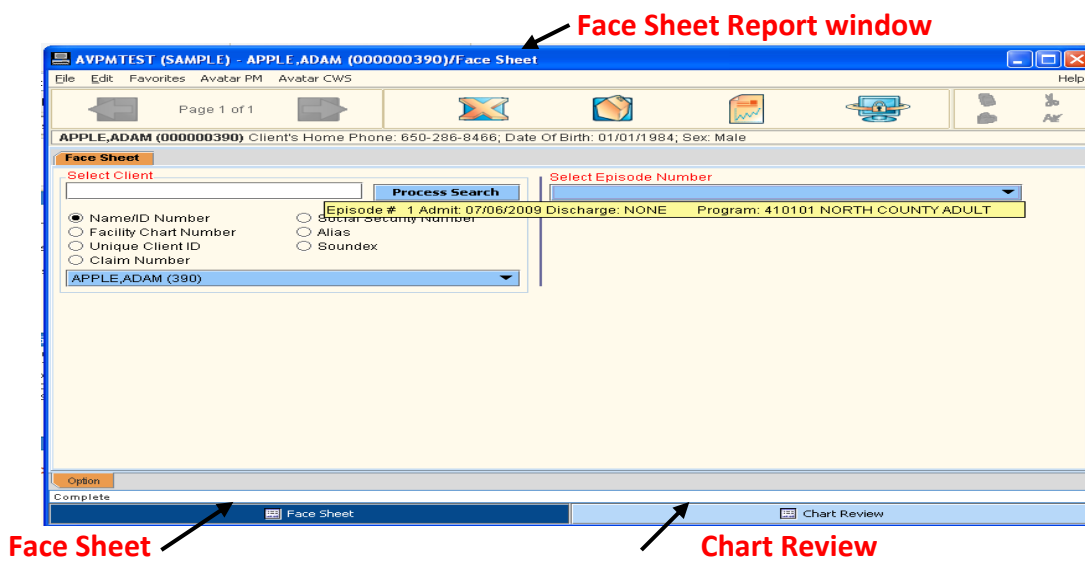 Face Sheet Report window
AVPMTEST (SAMPLE) - APPLE,ADAM (000000390)/Face Sheet
File Edit Favorites Avatar PM Avatar CWS Help
Page 1 of 1
APPLE,ADAM (000000390) Client's Home Phone: 650-286-8466; Date Of Birth: 01/01/1984; Sex: Male
Face Sheet
Select Client
Process Search
Select Episode Number
Episode # 1 Admit: 07/06/2009 Discharge: NONE Program: 410101 NORTH COUNTY ADULT
Name/ID Number Social Security Number
Facility Chart Number Alias
Unique Client ID Soundex
Claim Number
APPLE,ADAM (390)
Option
Complete
Face Sheet Chart Review
Face Sheet Chart Review